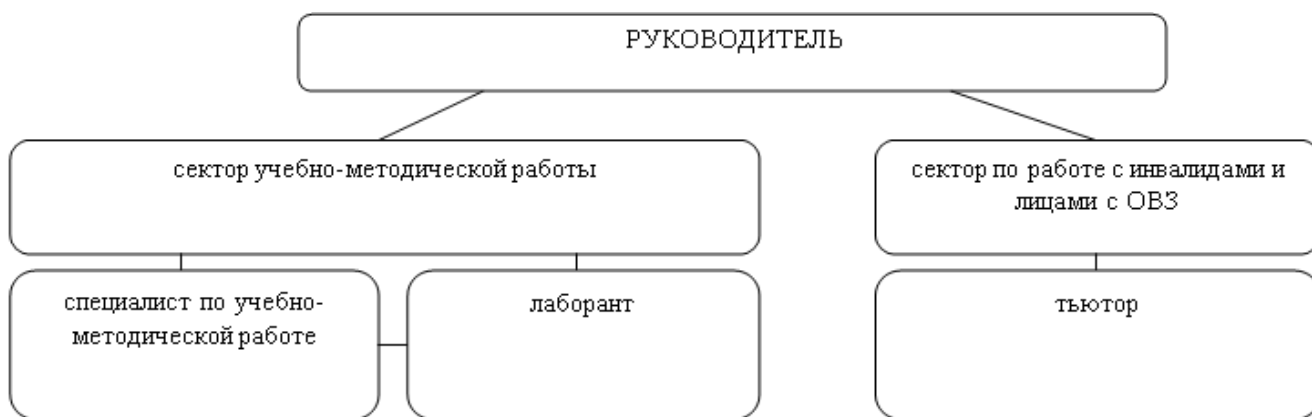 РУКОВОДИТЕЛЬ
сектор учебно-методической работы
сектор по работе с инвалидами и
лицами с ОВЗ
специалист по учебно-
методической работе
лаборант
тьютор